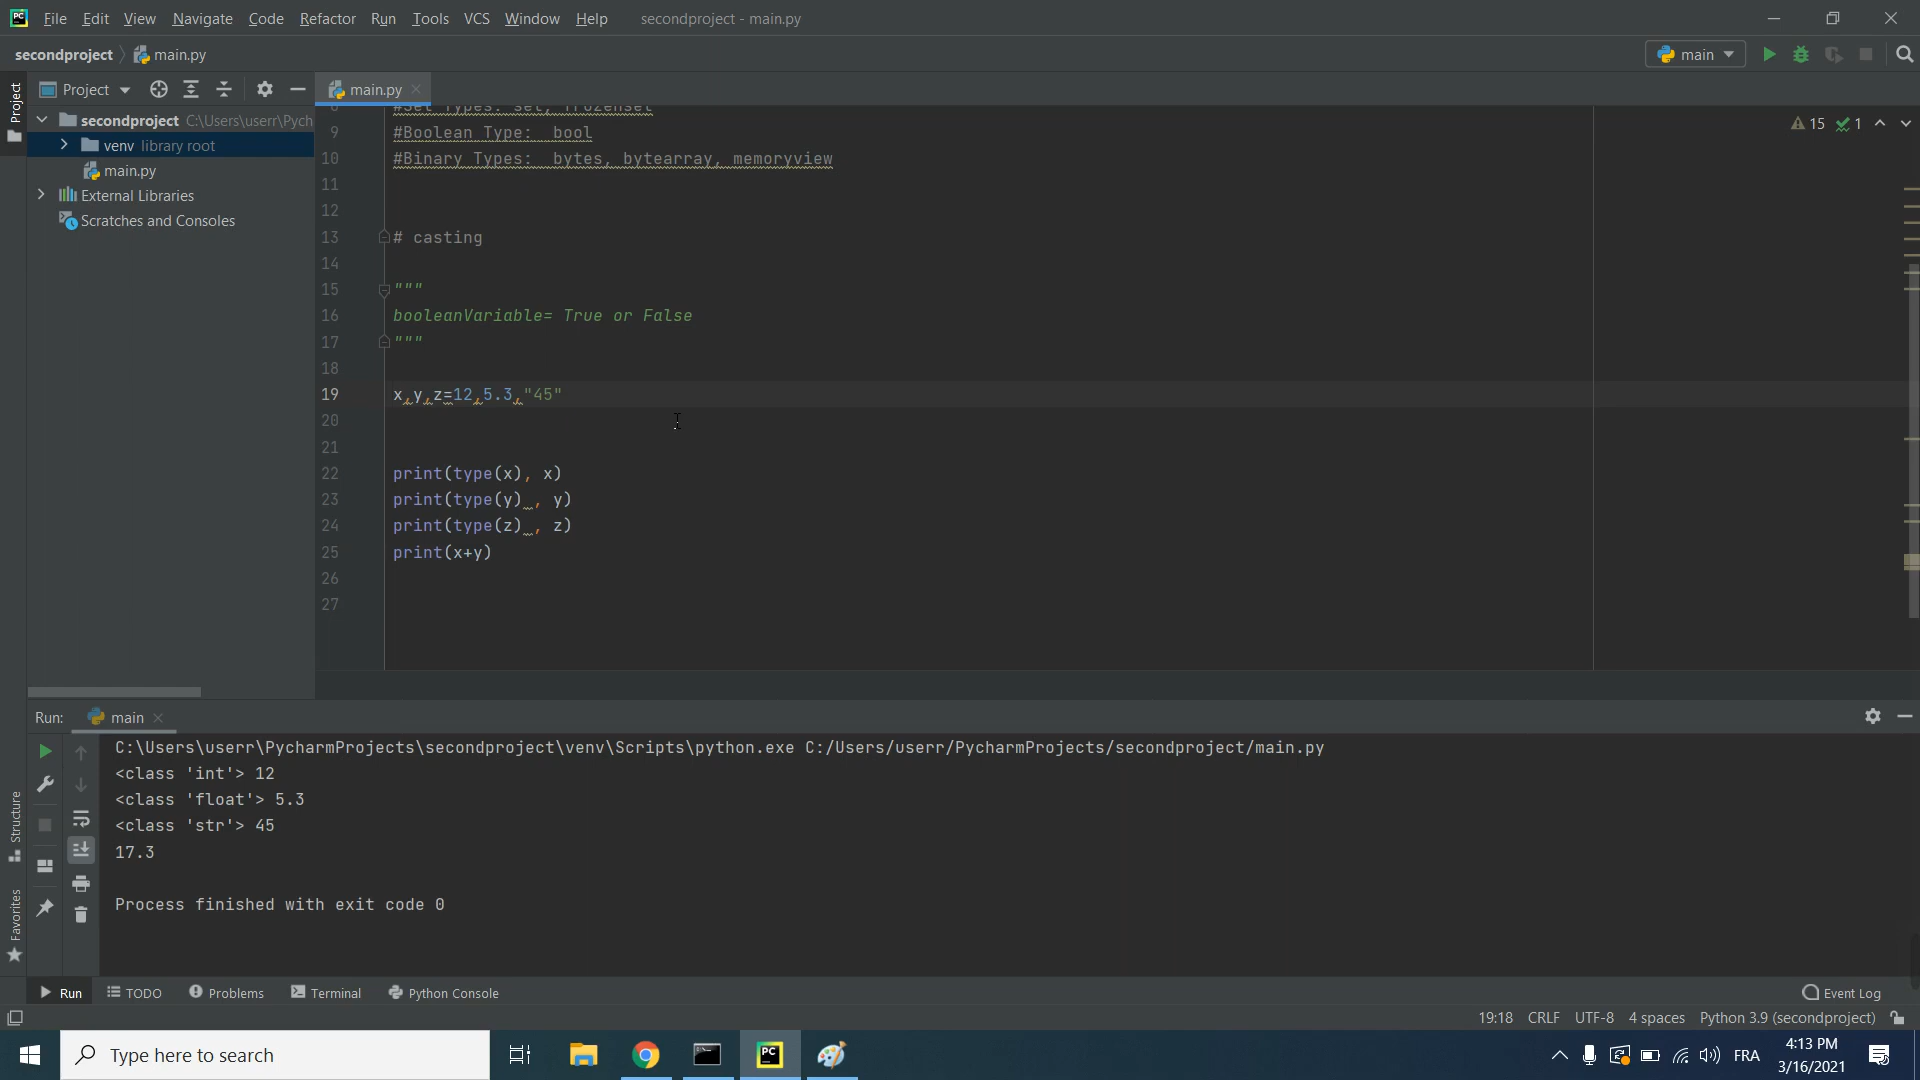 PC File Edit View Navigate Code Refactor Run Tools VCS Window Help secondproject - main.py
secondproject main.py main
Project
Project main.py
secondproject C:\Users\userr\Pych
venv library root
main.py
External Libraries
Scratches and Consoles
15 1
8 #Set Types: set, frozenset
9 #Boolean Type:  bool
10 #Binary Types:  bytes, bytearray, memoryview
11
12
13 # casting
14
15 """
16 booleanVariable= True or False
17 """
18
19 x,y,z=12,5.3,"45"
20
21
22 print(type(x), x)
23 print(type(y) , y)
24 print(type(z) , z)
25 print(x+y)
26
27
Run: main
C:\Users\userr\PycharmProjects\secondproject\venv\Scripts\python.exe C:/Users/userr/PycharmProjects/secondproject/main.py
<class 'int'> 12
<class 'float'> 5.3
<class 'str'> 45
17.3
Process finished with exit code 0
Structure
Favorites
Run TODO Problems Terminal Python Console Event Log
19:18 CRLF UTF-8 4 spaces Python 3.9 (secondproject)
Type here to search PC FRA 4:13 PM
3/16/2021